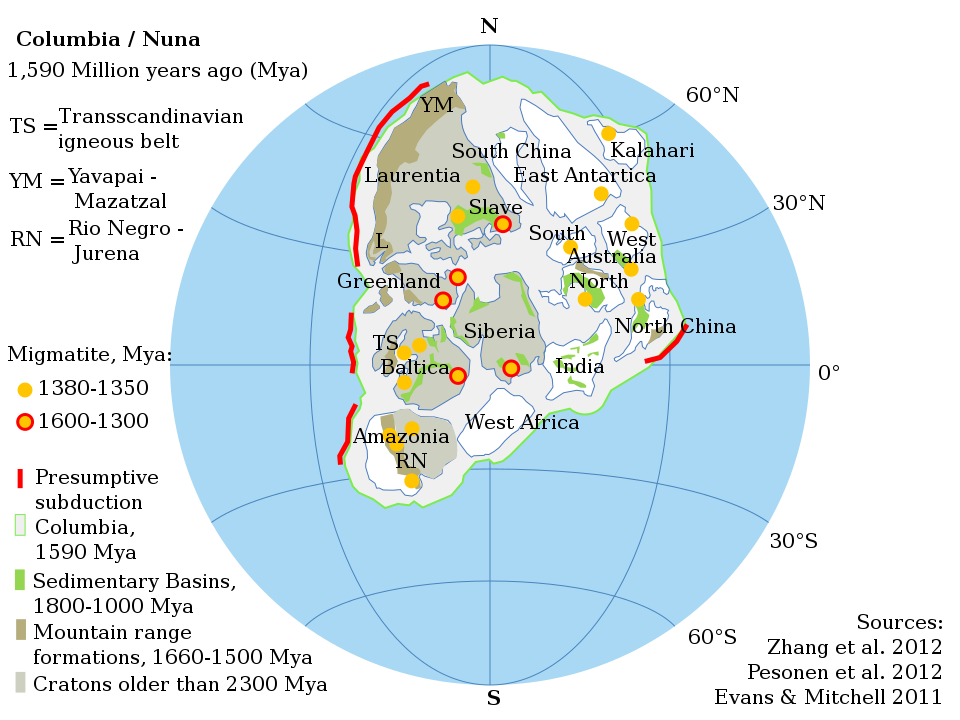 Columbia / Nuna
1,590 Million years ago (Mya)
TS =
Transscandinavian
igneous belt
YM =
Yavapai -
Mazatzal
RN =
Rio Negro -
Jurena
Migmatite, Mya:
1380-1350
1600-1300
Presumptive
subduction
Columbia,
1590 Mya
Sedimentary Basins,
1800-1000 Mya
Mountain range
formations, 1660-1500 Mya
Cratons older than 2300 Mya
N
60°N
30°N
0°
30°S
60°S
S
YM
South China
Kalahari
Laurentia
East Antartica
Slave
L
South
West
Australia
Greenland
North
North China
TS
Siberia
Baltica
India
West Africa
Amazonia
RN
Sources:
Zhang et al. 2012
Pesonen et al. 2012
Evans & Mitchell 2011